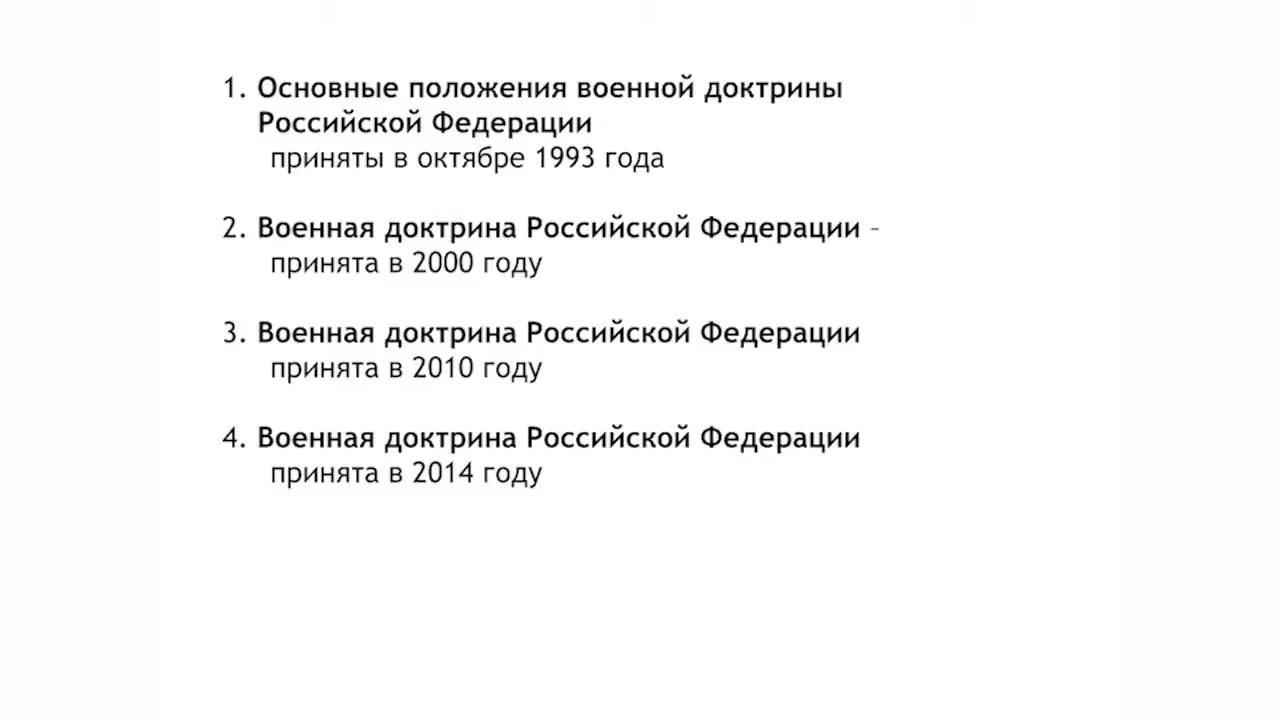 1. Основные положения военной доктрины
Российской Федерации
приняты в октябре 1993 года
2. Военная доктрина Российской Федерации –
принята в 2000 году
3. Военная доктрина Российской Федерации
принята в 2010 году
4. Военная доктрина Российской Федерации
принята в 2014 году